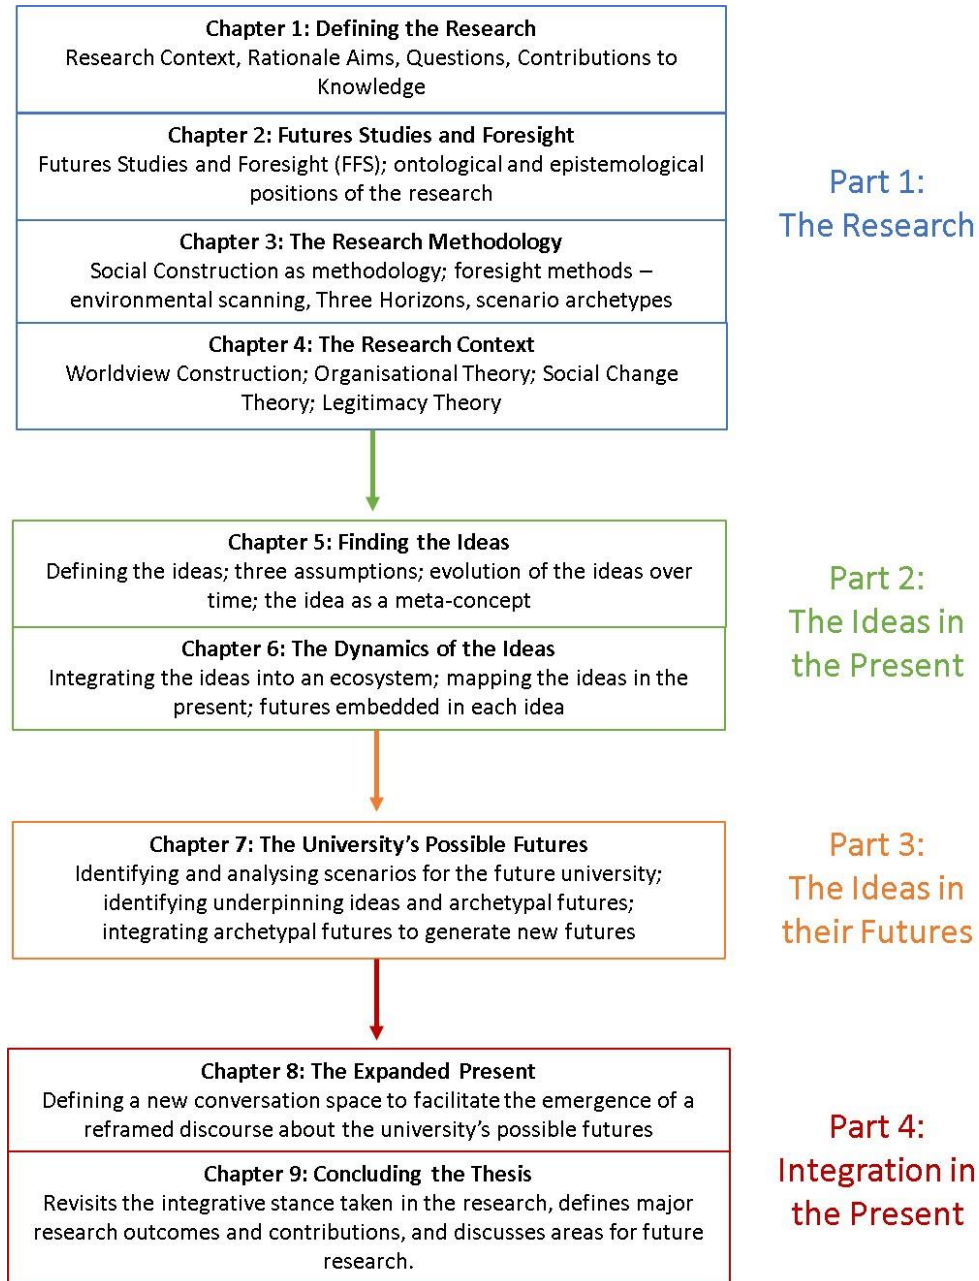 Chapter 1: Defining the Research
Research Context, Rationale Aims, Questions, Contributions to
Knowledge
Chapter 2: Futures Studies and Foresight
Futures Studies and Foresight (FFS); ontological and epistemological
positions of the research
Chapter 3: The Research Methodology
Social Construction as methodology; foresight methods –
environmental scanning, Three Horizons, scenario archetypes
Chapter 4: The Research Context
Worldview Construction; Organisational Theory; Social Change
Theory; Legitimacy Theory
Part 1:
The Research
Chapter 5: Finding the Ideas
Defining the ideas; three assumptions; evolution of the ideas over
time; the idea as a meta-concept
Chapter 6: The Dynamics of the Ideas
Integrating the ideas into an ecosystem; mapping the ideas in the
present; futures embedded in each idea
Part 2:
The Ideas in
the Present
Chapter 7: The University’s Possible Futures
Identifying and analysing scenarios for the future university;
identifying underpinning ideas and archetypal futures;
integrating archetypal futures to generate new futures
Part 3:
The Ideas in
their Futures
Chapter 8: The Expanded Present
Defining a new conversation space to facilitate the emergence of a
reframed discourse about the university’s possible futures
Chapter 9: Concluding the Thesis
Revisits the integrative stance taken in the research, defines major
research outcomes and contributions, and discusses areas for future
research.
Part 4:
Integration in
the Present